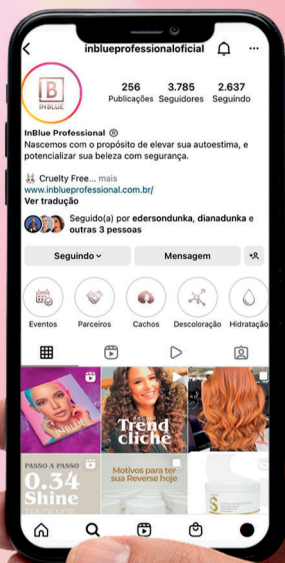 inblueprofessionaloficial
B
INBLUE
256 3.785 2.637
Publicações Seguidores Seguindo
InBlue Professional ®
Nascemos com o propósito de elevar sua autoestima, e
potencializar sua beleza com segurança.
Cruelty Free... mais
www.inblueprofessional.com.br/
Ver tradução
Seguido(a) por edersondunka, dianadunka e
outras 3 pessoas
Seguindo Mensagem
Eventos Parceiros Cachos Descoloração Hidratação
INBLUE
Trend
clichê
PASSO A PASSO
0.34
Shine
TENDENCE
Motivos para ter
sua Reverse hoje
S